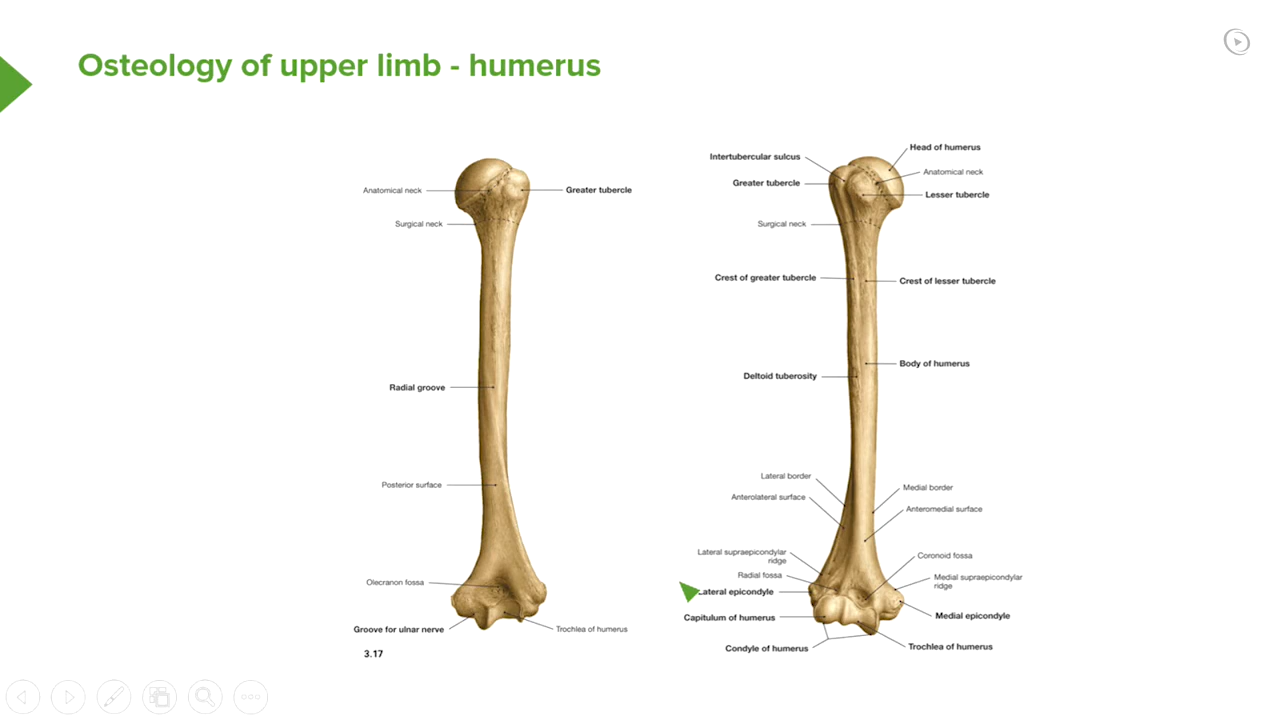 Osteology of upper limb - humerus
Anatomical neck
Greater tubercle
Surgical neck
Radial groove
Posterior surface
Olecranon fossa
Groove for ulnar nerve
Trochlea of humerus
3.17
Intertubercular sulcus
Head of humerus
Anatomical neck
Greater tubercle
Lesser tubercle
Surgical neck
Crest of greater tubercle
Crest of lesser tubercle
Body of humerus
Deltoid tuberosity
Lateral border
Medial border
Anterolateral surface
Anteromedial surface
Lateral supraepicondylar
ridge
Coronoid fossa
Radial fossa
Medial supraepicondylar
ridge
Lateral epicondyle
Medial epicondyle
Capitulum of humerus
Condyle of humerus
Trochlea of humerus